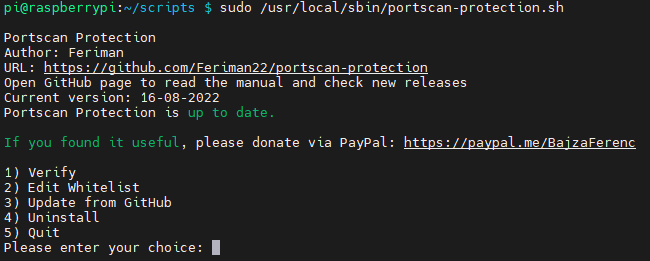 pi@raspberrypi:~/scripts $ sudo /usr/local/sbin/portscan-protection.sh
Portscan Protection
Author: Feriman
URL: https://github.com/Feriman22/portscan-protection
Open GitHub page to read the manual and check new releases
Current version: 16-08-2022
Portscan Protection is up to date.
If you found it useful, please donate via PayPal: https://paypal.me/BajzaFerenc
1) Verify
2) Edit Whitelist
3) Update from GitHub
4) Uninstall
5) Quit
Please enter your choice: